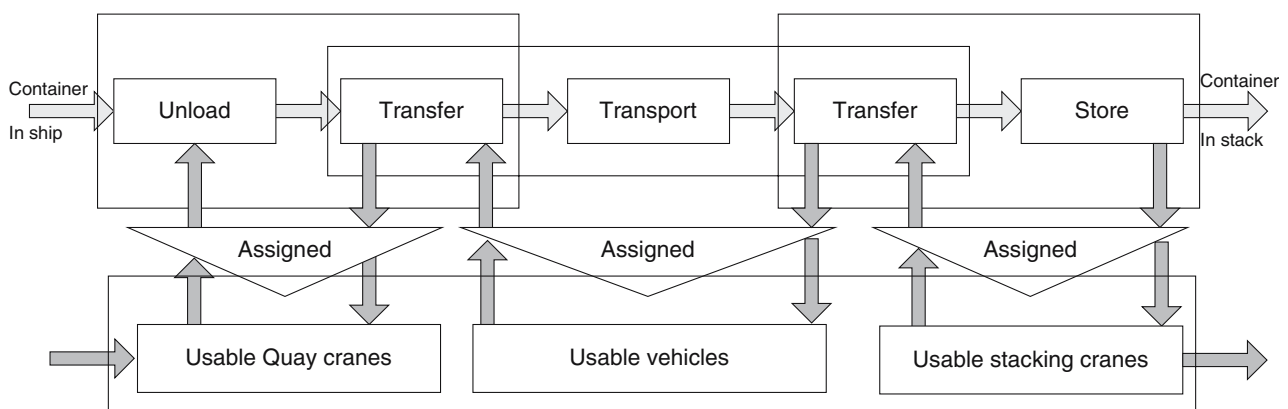 Container
In ship
Unload
Transfer
Transport
Transfer
Store
Container
In stack
Assigned
Assigned
Assigned
Usable Quay cranes
Usable vehicles
Usable stacking cranes